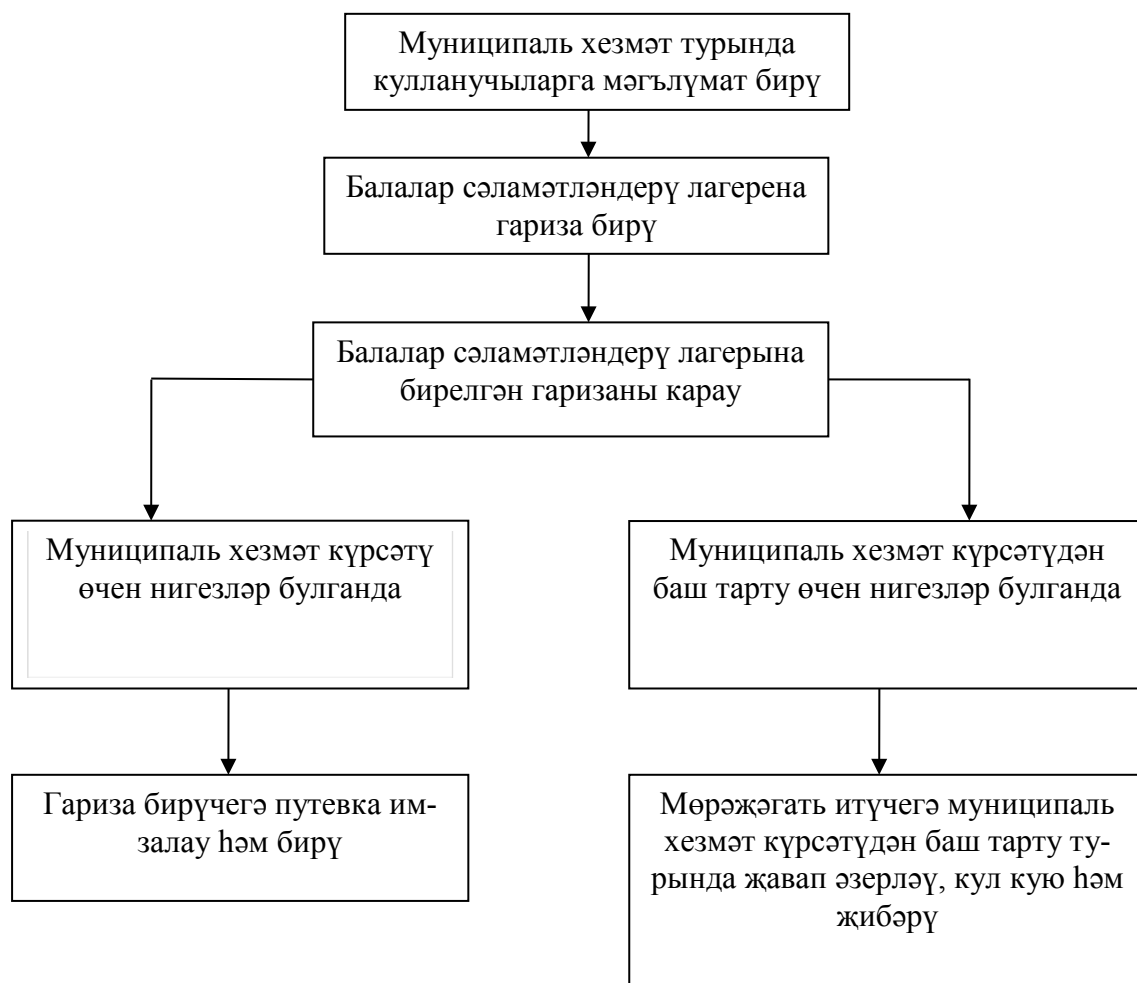 Муниципаль хезмәт турында
кулланучыларга мәгълүмат бирү
Балалар сәламәтләндерү лагерена
гариза бирү
Балалар сәламәтләндерү лагерына
бирелгән гаризаны карау
Муниципаль хезмәт күрсәтү
өчен нигезләр булганда
Муниципаль хезмәт күрсәтүдән
баш тарту өчен нигезләр булганда
Гариза бирүчегә путевка им-
залау һәм бирү
Мөрәҗәгать итүчегә муниципаль
хезмәт күрсәтүдән баш тарту ту-
рында җавап әзерләү, кул кую һәм
җибәрү